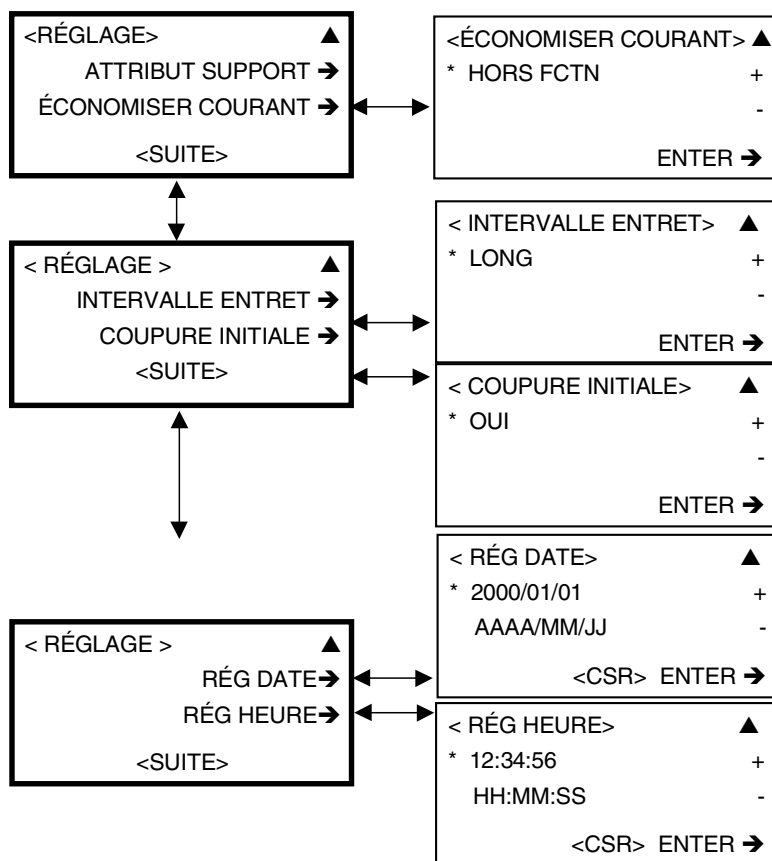 <RÉGLAGE> ▲
ATTRIBUT SUPPORT ➔
ÉCONOMISER COURANT ➔
<SUITE>
<ÉCONOMISER COURANT> ▲
* HORS FCTN +
-
ENTER ➔
< RÉGLAGE > ▲
INTERVALLE ENTRET ➔
COUPURE INITIALE ➔
<SUITE>
< INTERVALLE ENTRET> ▲
* LONG +
-
ENTER ➔
< COUPURE INITIALE> ▲
* OUI +
-
ENTER ➔
< RÉGLAGE > ▲
RÉG DATE➔
RÉG HEURE➔
<SUITE>
< RÉG DATE> ▲
* 2000/01/01 +
AAAA/MM/JJ -
<CSR> ENTER ➔
< RÉG HEURE> ▲
* 12:34:56 +
HH:MM:SS -
<CSR> ENTER ➔